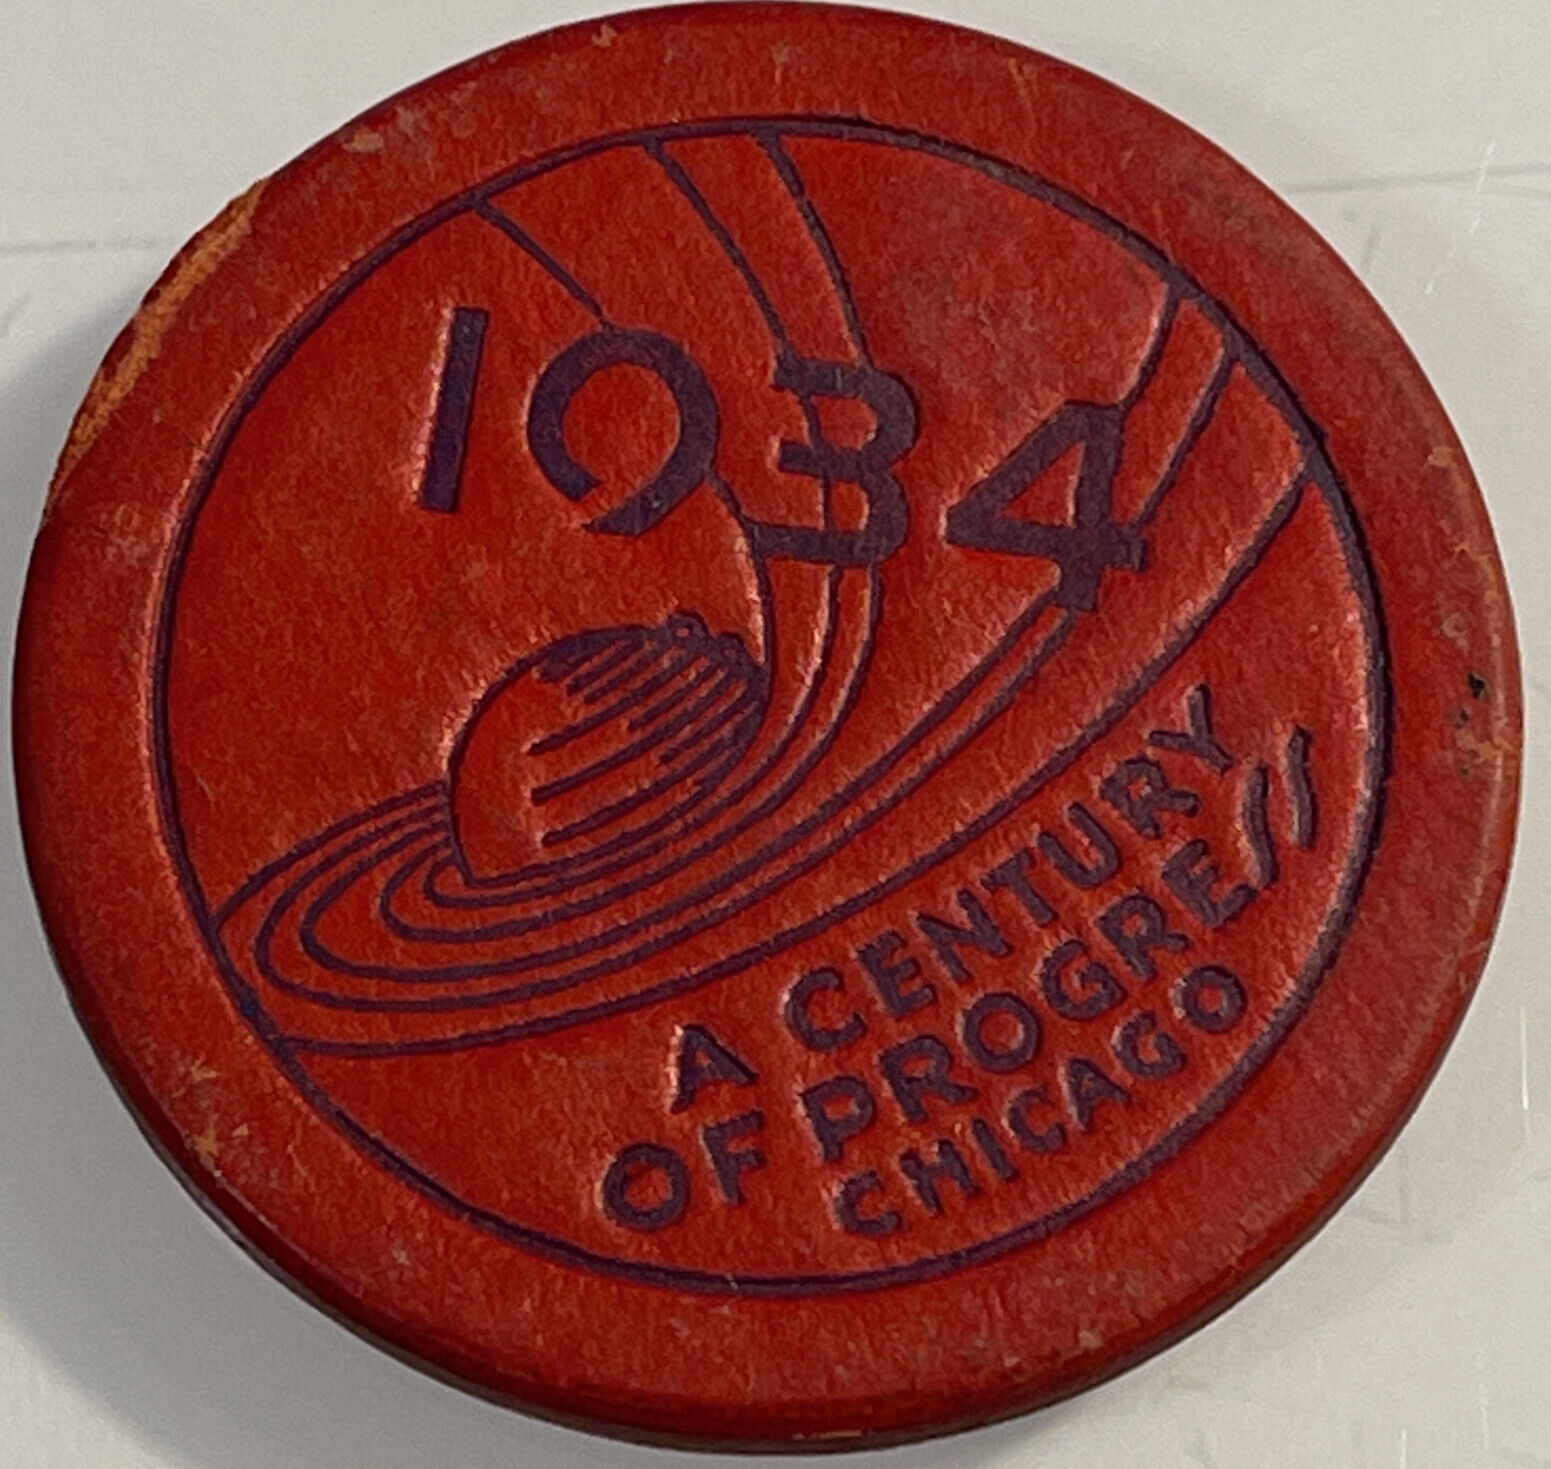 1934
A CENTURY
OF PROGRESS
CHICAGO